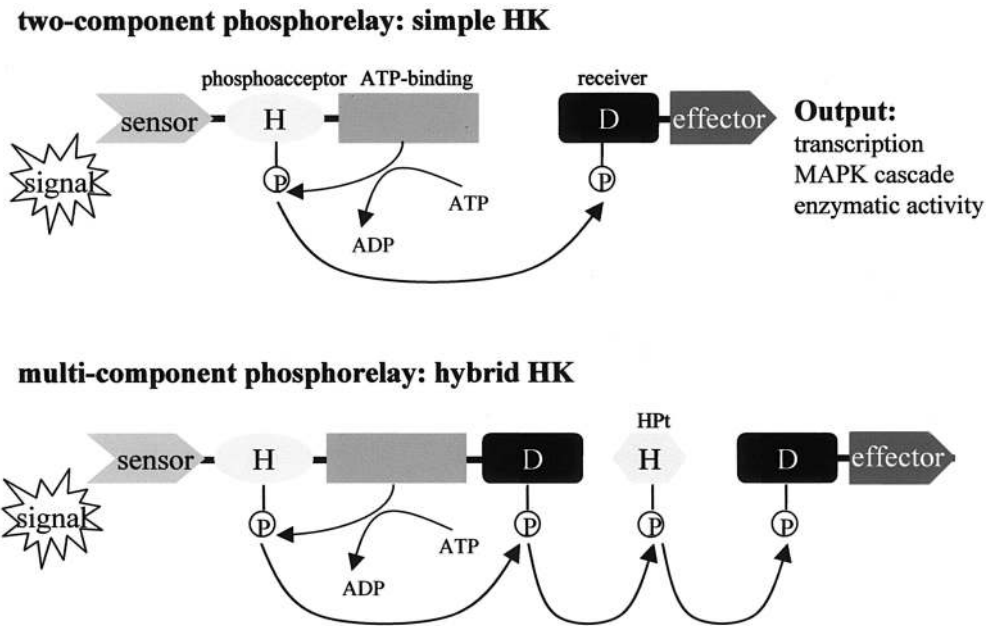 two-component phosphorelay: simple HK
phosphoacceptor ATP-binding receiver
sensor H D effector
Output:
transcription
MAPK cascade
enzymatic activity
signal
P P
ATP
ADP
multi-component phosphorelay: hybrid HK
HPt
sensor H D H D effector
signal
P P P P
ATP
ADP